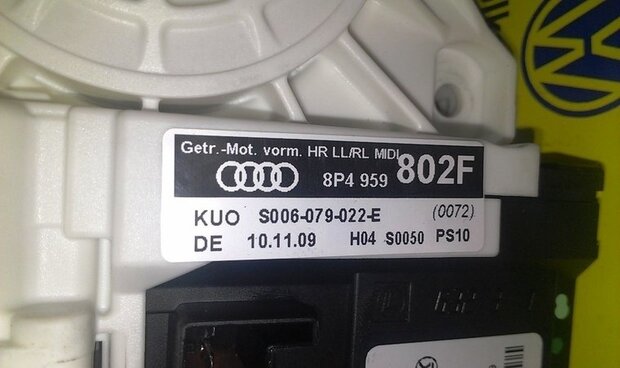 Getr.-Mot. vorm. HR LL/RL MIDI
8P4 959 802F
KUO S006-079-022-E (0072)
DE 10.11.09 H04 S0050 PS10